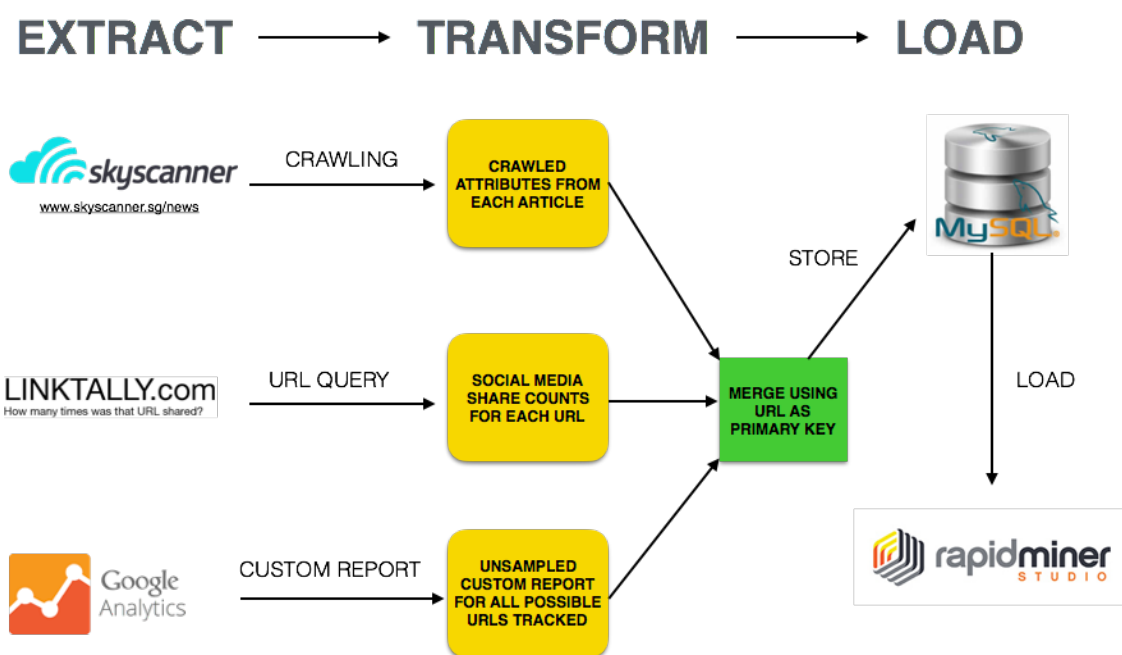 EXTRACT
TRANSFORM
LOAD
skyscanner
www.skyscanner.sg/news
CRAWLING
CRAWLED
ATTRIBUTES FROM
EACH ARTICLE
MySQL
STORE
LINKTALLY.com
How many times was that URL shared?
URL QUERY
SOCIAL MEDIA
SHARE COUNTS
FOR EACH URL
MERGE USING
URL AS
PRIMARY KEY
LOAD
Google
Analytics
CUSTOM REPORT
UNSAMPLED
CUSTOM REPORT
FOR ALL POSSIBLE
URLS TRACKED
rapidminer
STUDIO